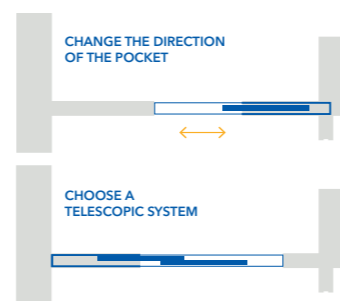 CHANGE THE DIRECTION
OF THE POCKET
CHOOSE A
TELESCOPIC SYSTEM